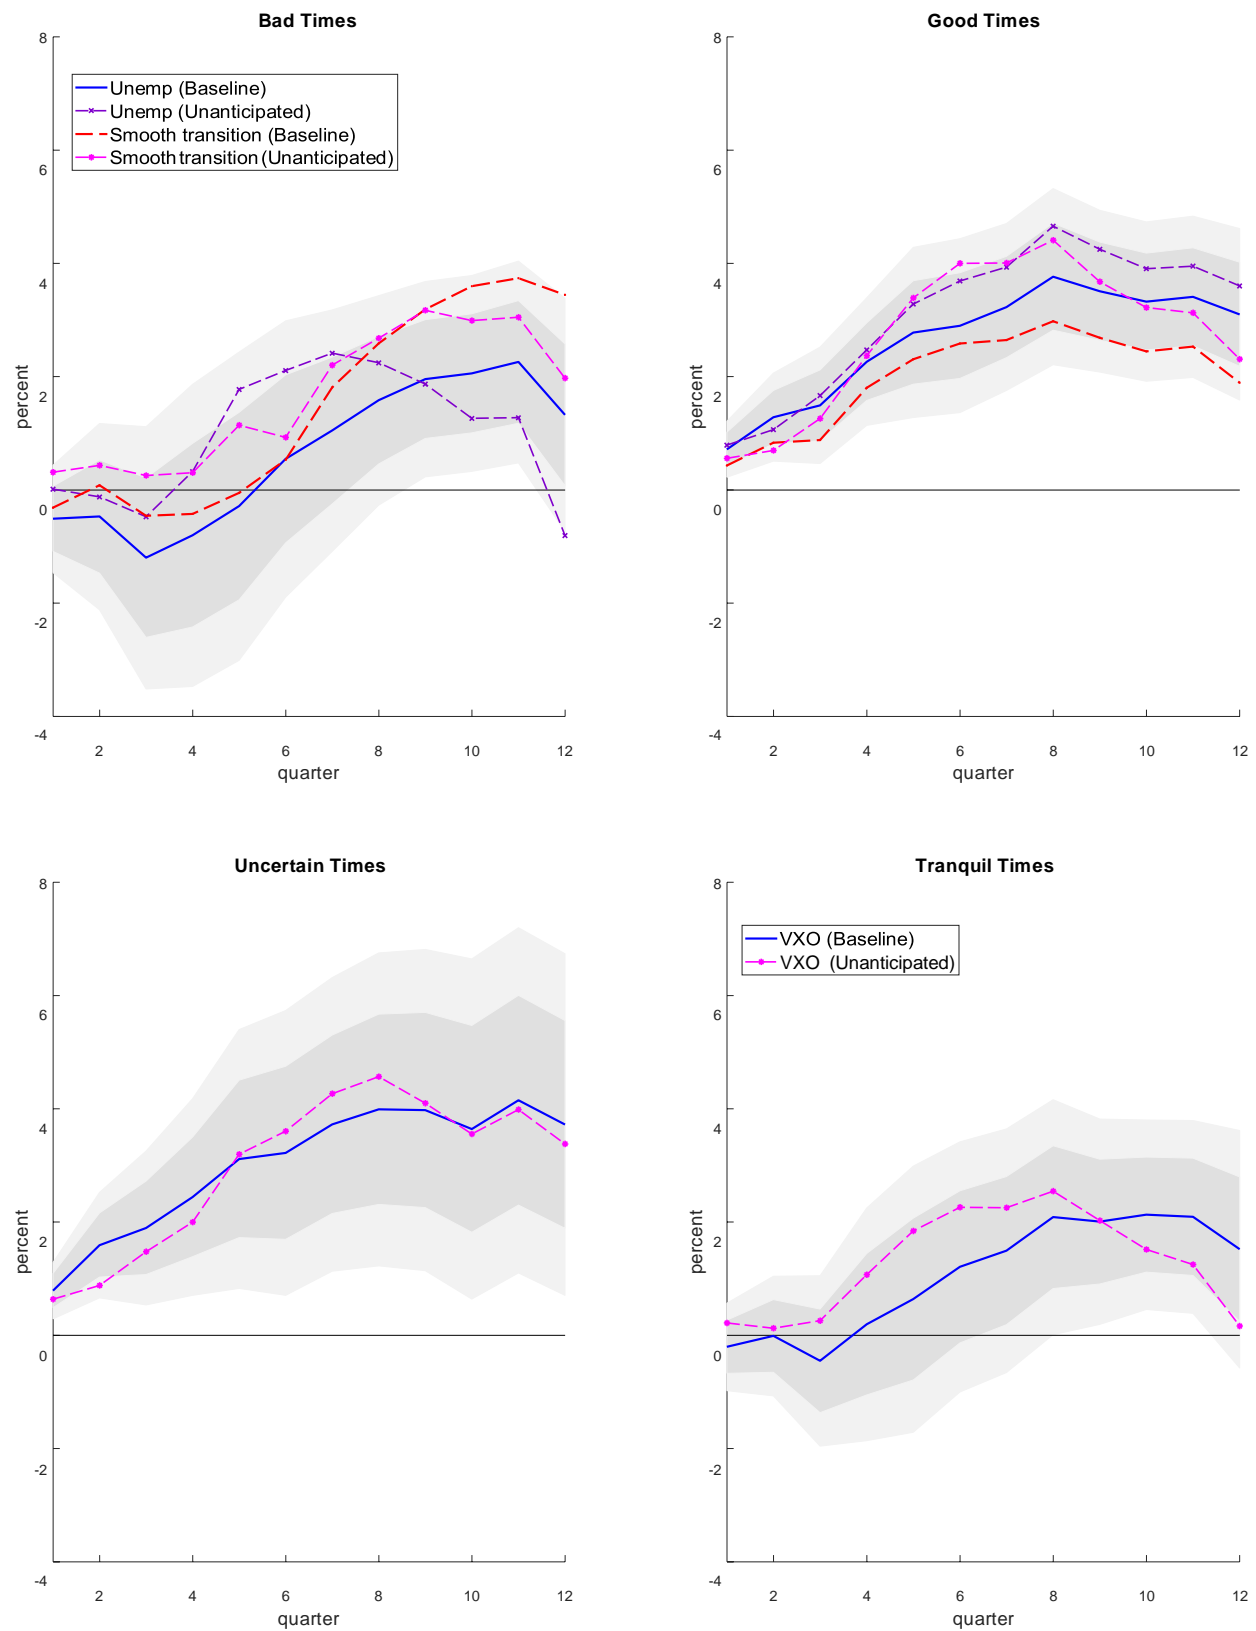 Bad Times
8
6
4
2
0
-2
-4
percent
Unemp (Baseline)
Unemp (Unanticipated)
Smooth transition (Baseline)
Smooth transition (Unanticipated)
2 4 6 8 10 12
quarter
Good Times
8
6
4
2
0
-2
-4
percent
2 4 6 8 10 12
quarter
Uncertain Times
8
6
4
2
0
-2
-4
percent
2 4 6 8 10 12
quarter
Tranquil Times
8
6
4
2
0
-2
-4
percent
VXO (Baseline)
VXO (Unanticipated)
2 4 6 8 10 12
quarter